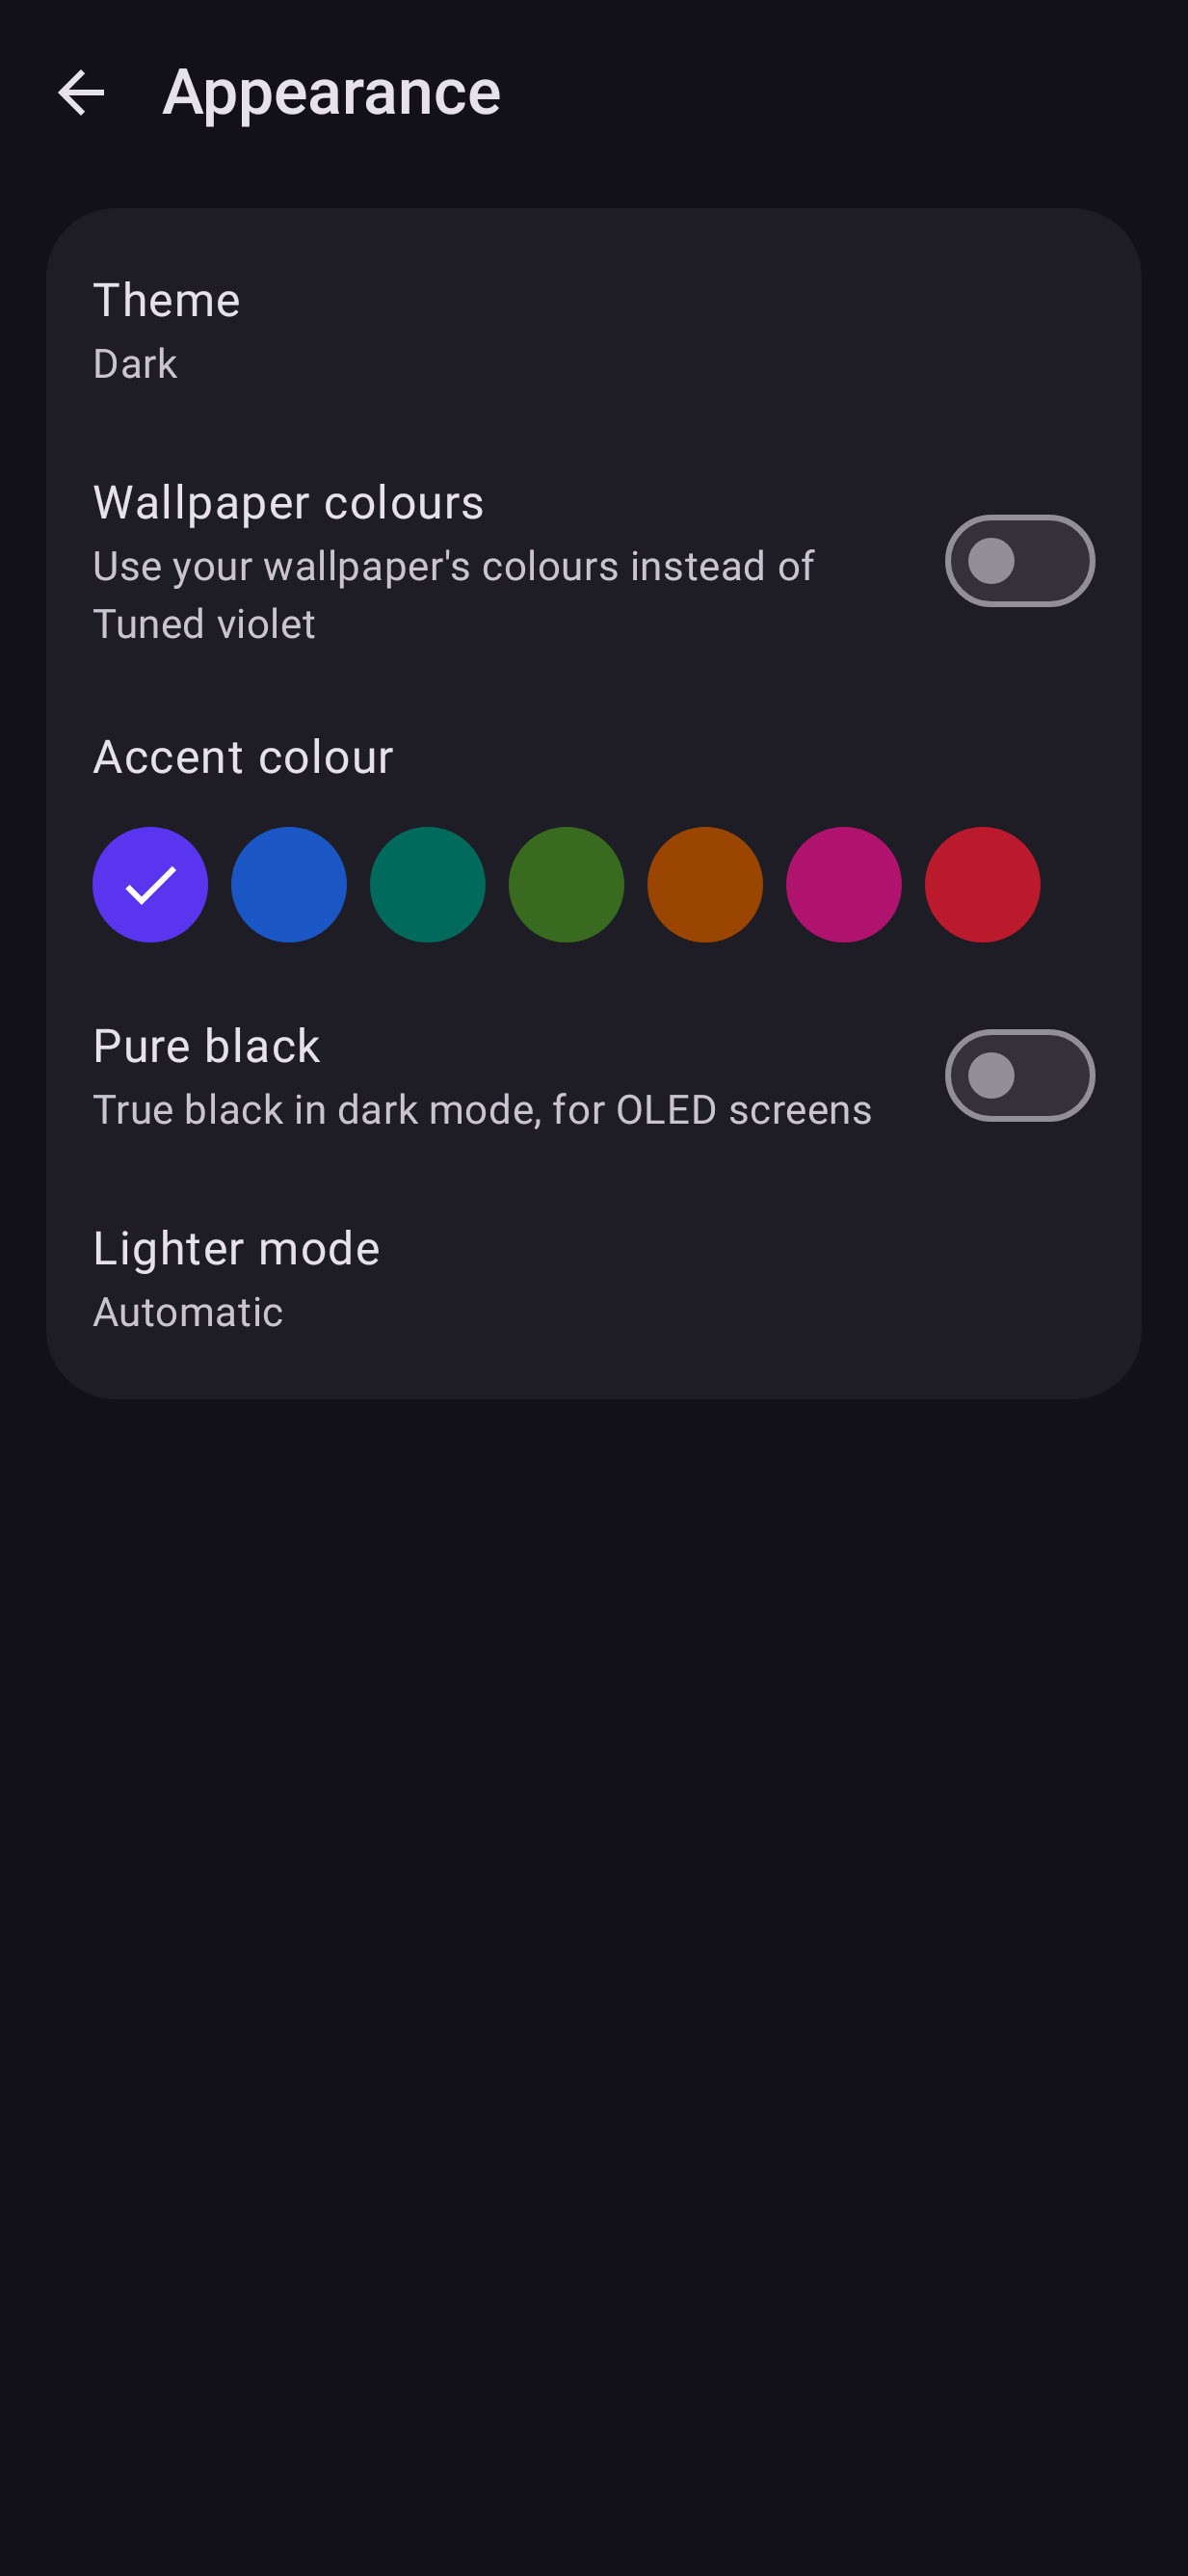 Appearance
Theme
Dark
Wallpaper colours
Use your wallpaper's colours instead of
Tuned violet
Accent colour
Pure black
True black in dark mode, for OLED screens
Lighter mode
Automatic